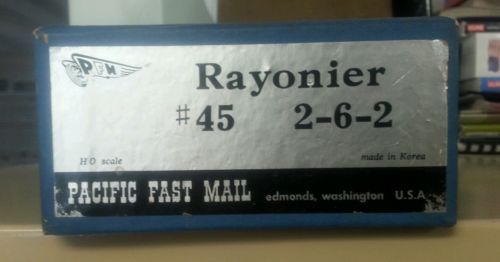 PFM
Rayonier
#45 2-6-2
HO scale made in Korea
PACIFIC FAST MAIL edmonds, washington U.S.A.